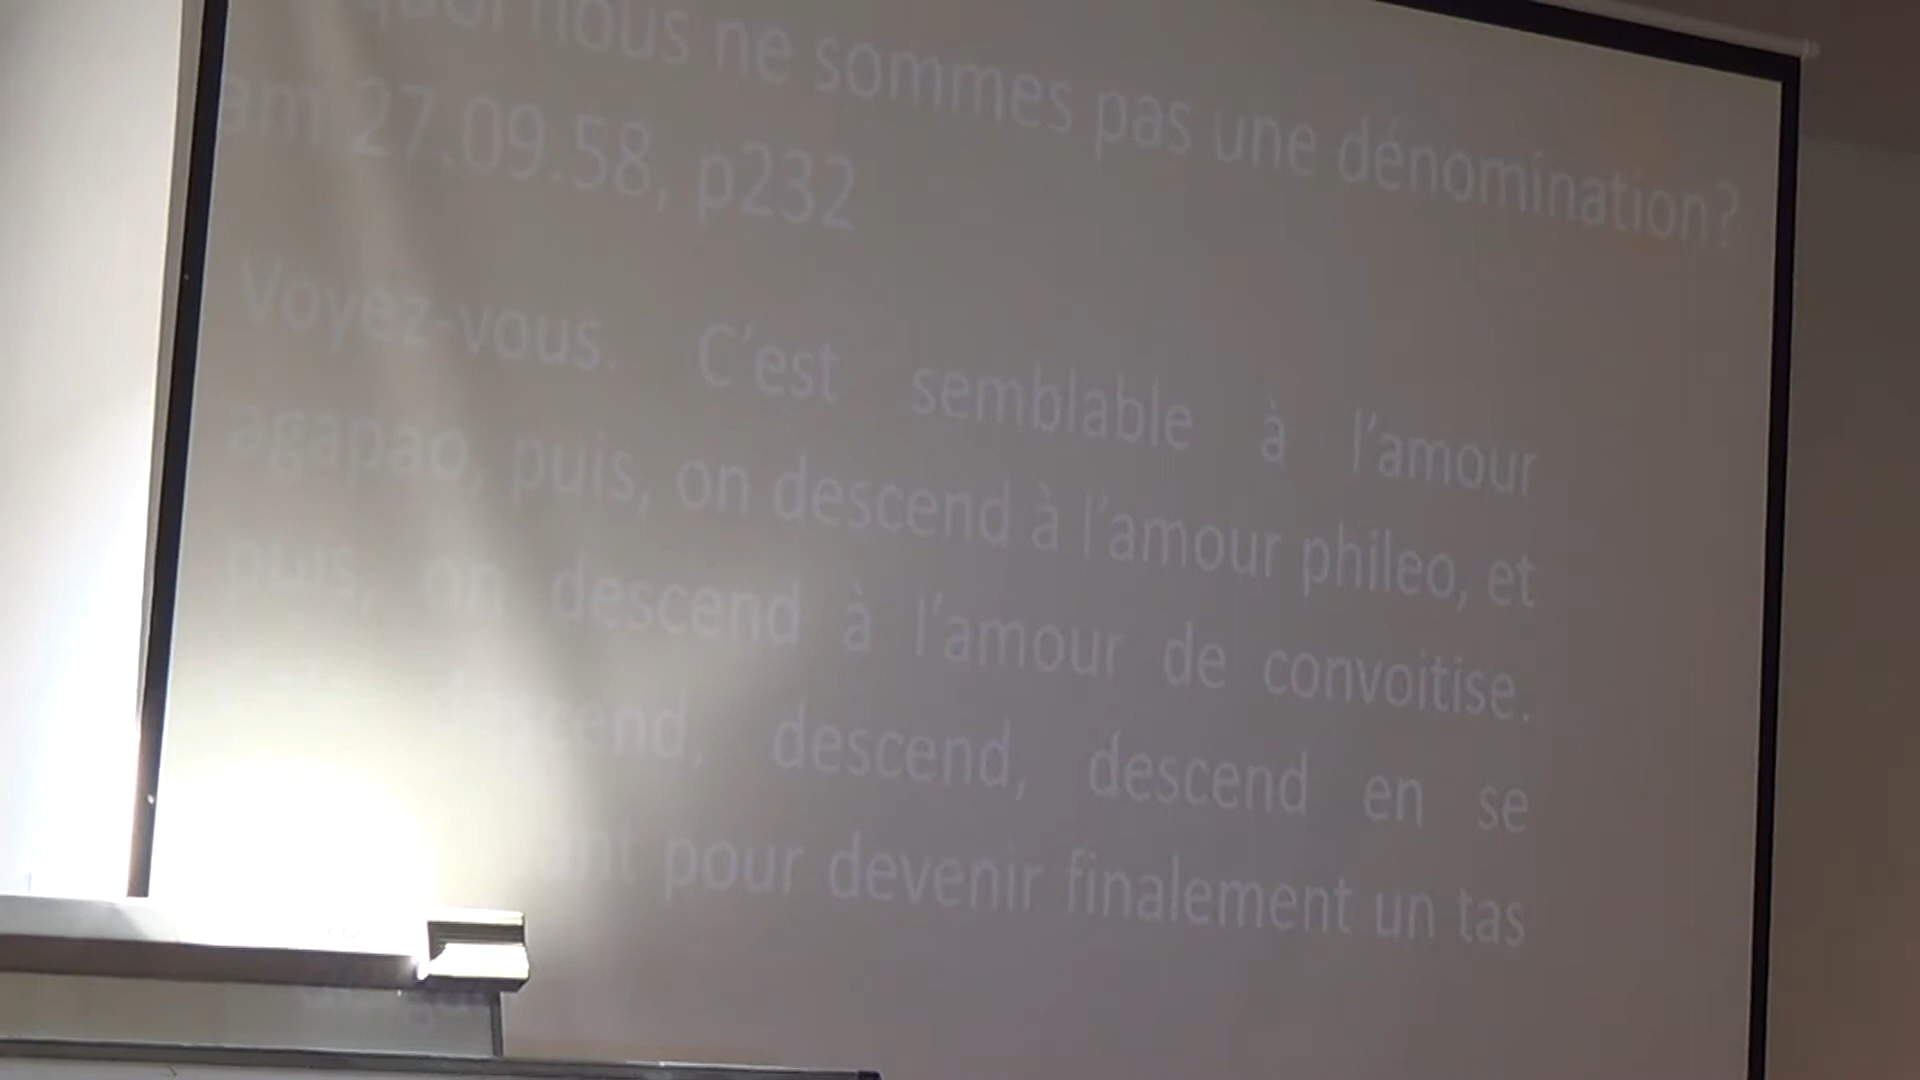 nous ne sommes pas une dénomination?
am 27.09.58, p232
Voyez-vous. C'est semblable à l'amour
agapao, puis, on descend à l'amour phileo, et
puis, on descend à l'amour de convoitise.
descend, descend, descend en se
pour devenir finalement un tas